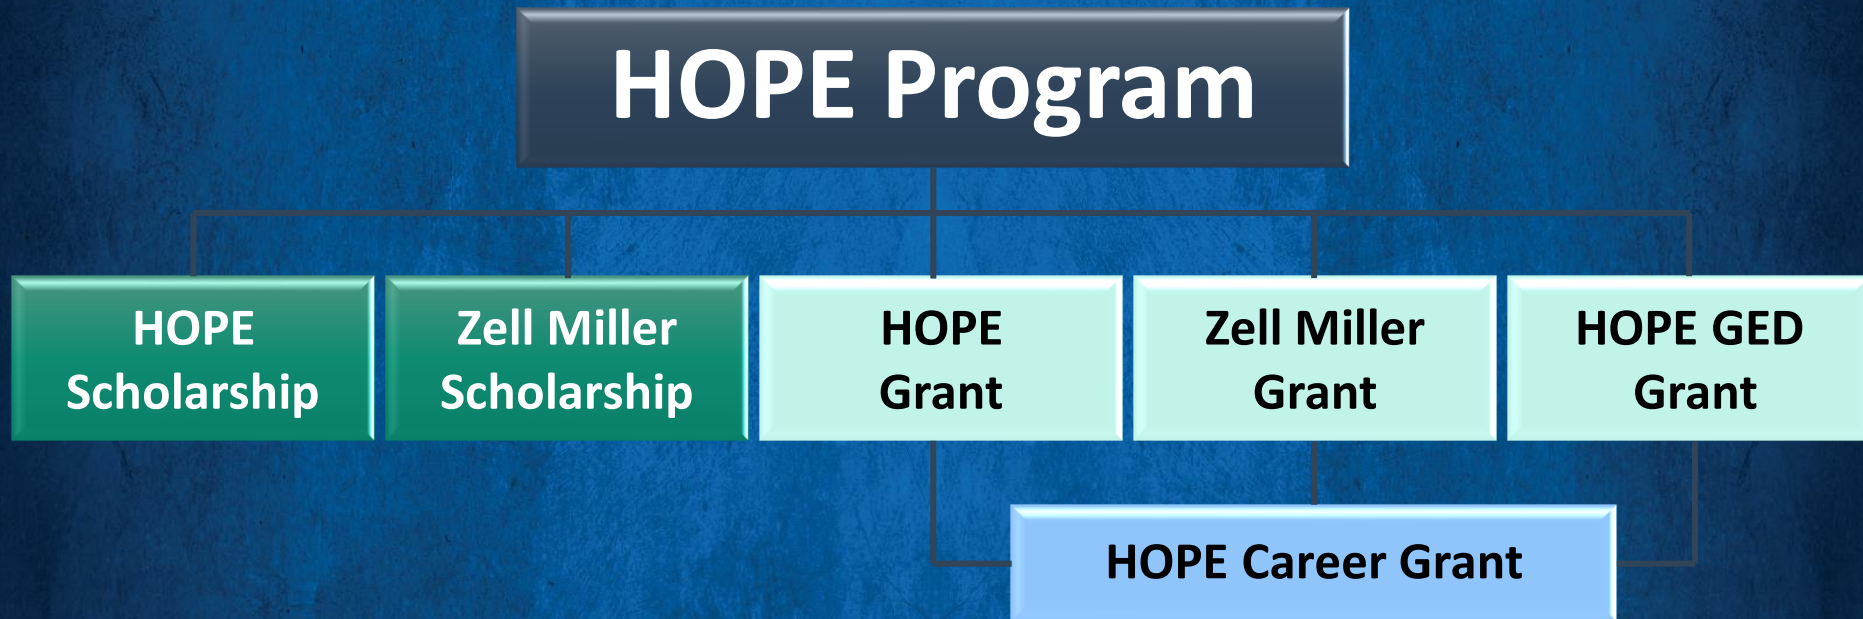 HOPE Program
HOPE
Scholarship
Zell Miller
Scholarship
HOPE
Grant
Zell Miller
Grant
HOPE GED
Grant
HOPE Career Grant